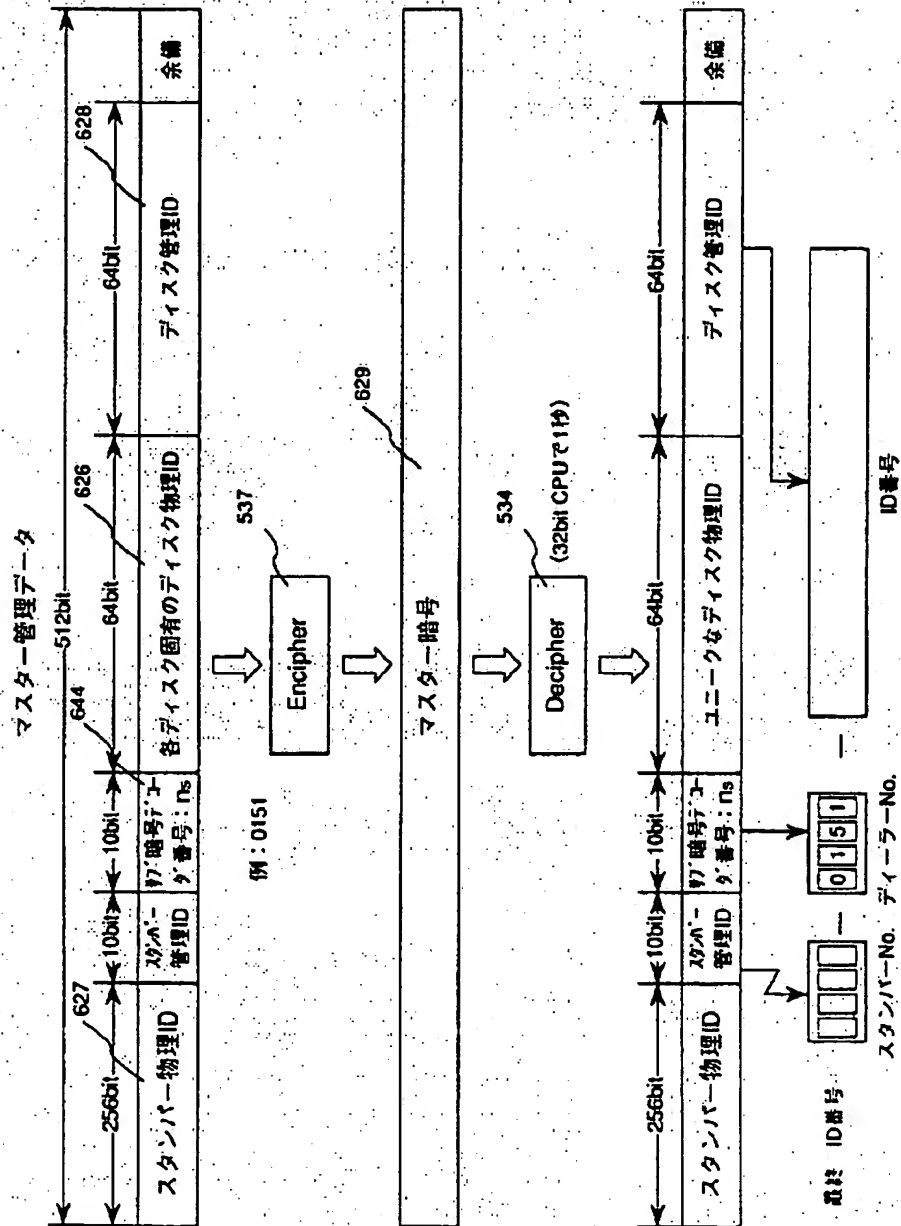 マスター管理データ
512bit
256bit
10bit
10bit
64bit
64bit
627
644
626
628
スタンパー物理ID
スタンパー
管理ID
サブ暗号デコー
ダ番号:ns
各ディスク固有のディスク物理ID
ディスク管理ID
余備
例:0151
Encipher
537
マスター暗号
629
Decipher
534
(32bit CPUで1秒)
256bit
10bit
10bit
64bit
64bit
スタンパー物理ID
スタンパー
管理ID
サブ暗号デコー
ダ番号:ns
ユニークなディスク物理ID
ディスク管理ID
余備
最終 ID番号
0 1 5 1
スタンパーNo.
ディーラーNo.
ID番号